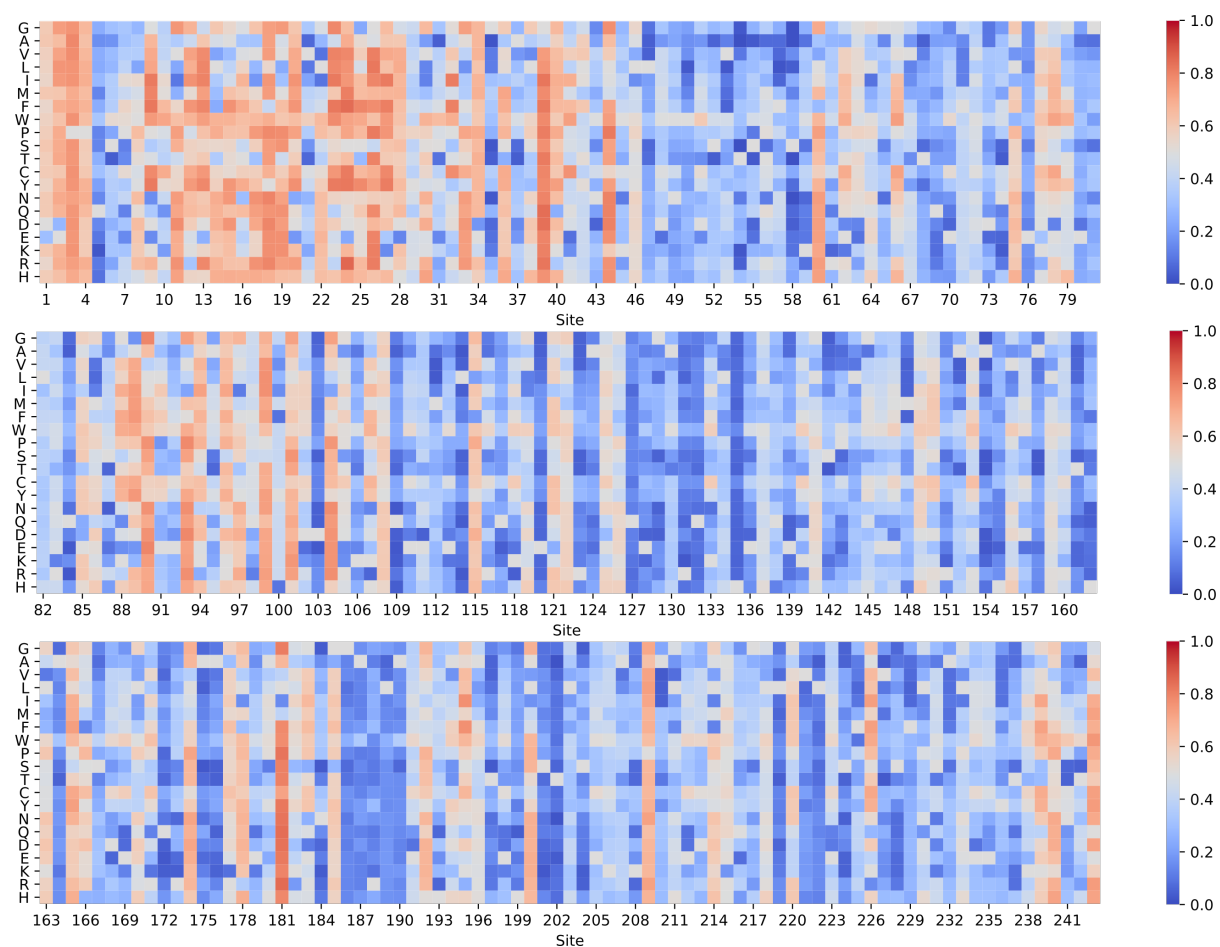 G
A
V
L
I
M
F
W
P
S
T
C
Y
N
Q
D
E
K
R
H
1 4 7 10 13 16 19 22 25 28 31 34 37 40 43 46 49 52 55 58 61 64 67 70 73 76 79
Site
1.0
0.8
0.6
0.4
0.2
0.0
G
A
V
L
I
M
F
W
P
S
T
C
Y
N
Q
D
E
K
R
H
82 85 88 91 94 97 100 103 106 109 112 115 118 121 124 127 130 133 136 139 142 145 148 151 154 157 160
Site
1.0
0.8
0.6
0.4
0.2
0.0
G
A
V
L
I
M
F
W
P
S
T
C
Y
N
Q
D
E
K
R
H
163 166 169 172 175 178 181 184 187 190 193 196 199 202 205 208 211 214 217 220 223 226 229 232 235 238 241
Site
1.0
0.8
0.6
0.4
0.2
0.0